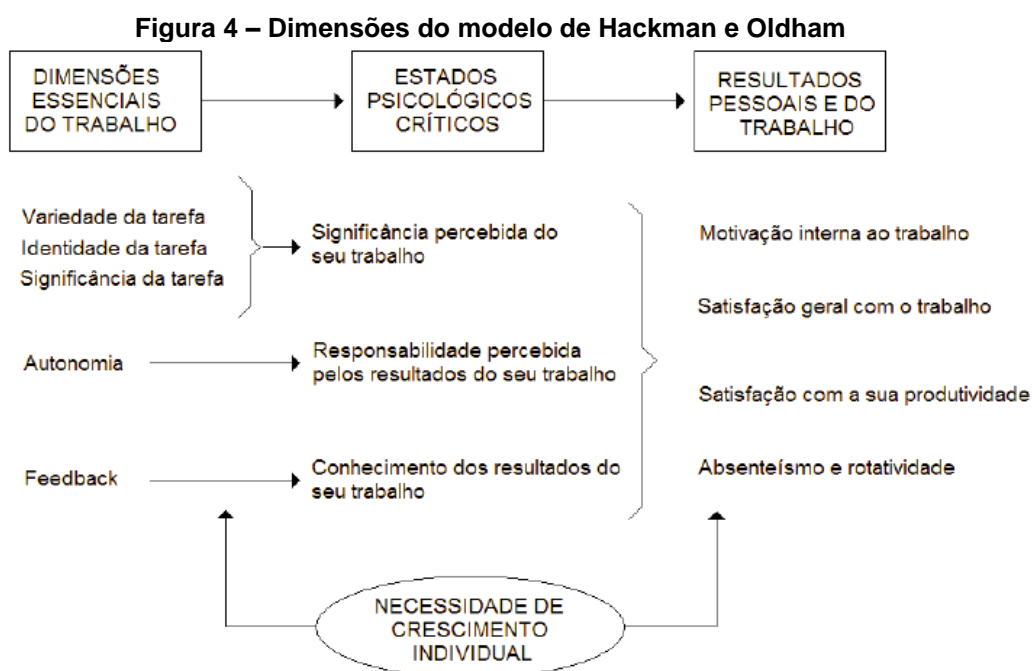 Figura 4 – Dimensões do modelo de Hackman e Oldham
DIMENSÕES
ESSENCIAIS
DO TRABALHO
ESTADOS
PSICOLÓGICOS
CRÍTICOS
RESULTADOS
PESSOAIS E DO
TRABALHO
Variedade da tarefa
Identidade da tarefa
Significância da tarefa
Significância percebida do
seu trabalho
Motivação interna ao trabalho
Satisfação geral com o trabalho
Autonomia
Responsabilidade percebida
pelos resultados do seu trabalho
Satisfação com a sua produtividade
Feedback
Conhecimento dos resultados do
seu trabalho
Absenteísmo e rotatividade
NECESSIDADE DE
CRESCIMENTO
INDIVIDUAL